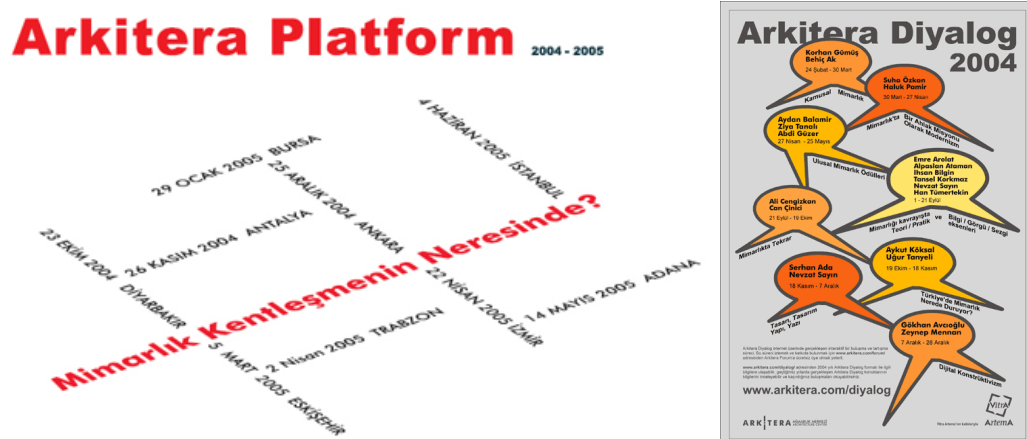 Arkitera Platform 2004 - 2005
4 HAZIRAN 2005 İSTANBUL
29 OCAK 2005 BURSA
25 ARALIK 2004 ANKARA
23 EKİM 2004 DİYARBAKIR
26 KASIM 2004 ANTALYA
Mimarlık Kentleşmenin Neresinde?
22 NİSAN 2005 İZMİR
14 MAYIS 2005 ADANA
2 Nisan 2005 TRABZON
5 MART 2005 ESKİŞEHİR
Arkitera Diyalog
2004
Korhan Gümüş
Behiç Ak
24 Şubat - 30 Mart
Kamusal Mimarlık
Suha Özkan
Haluk Pamir
30 Mart - 27 Nisan
Mimarlık'ta Bir Ahlak Misyonu
Olarak Modernizm
Aydan Balamir
Ziya Tanalı
Abdi Güzer
27 Nisan - 25 Mayıs
Ulusal Mimarlık Ödülleri
Emre Arolat
Alpaslan Ataman
İhsan Bilgin
Tansel Korkmaz
Nevzat Sayın
Han Tümertekin
1 - 21 Eylül
Mimarlığı kavrayışta ve Bilgi / Görgü / Sezgi
Teori / Pratik eksenleri
Ali Cengizkan
Can Çinici
21 Eylül - 19 Ekim
Mimarlıkta Tekrar
Aykut Köksal
Uğur Tanyeli
19 Ekim - 18 Kasım
Türkiye'de Mimarlık
Nerede Duruyor?
Serhan Ada
Nevzat Sayın
18 Kasım - 7 Aralık
Tasarı, Tasarım
Yapı, Yazı
Gökhan Avcıoğlu
Zeynep Mennan
7 Aralık - 28 Aralık
Dijital Konstrüktivizm
www.arkitera.com/diyalog
ARKITERA MİMARLIK MERKEZİ
VitrA
ArtemA